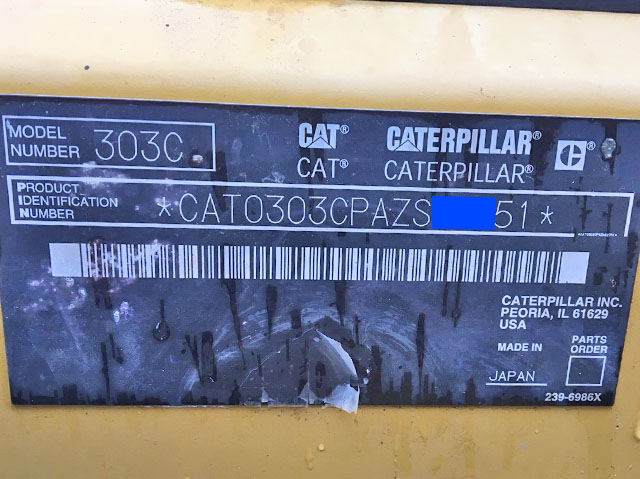 MODEL
NUMBER 303C
CAT® CATERPILLAR® C
CAT® CATERPILLAR®
PRODUCT
IDENTIFICATION
NUMBER
*CAT0303CPAZS 51*
CATERPILLAR INC.
PEORIA, IL 61629
USA
MADE IN
JAPAN
PARTS
ORDER
239-6986X